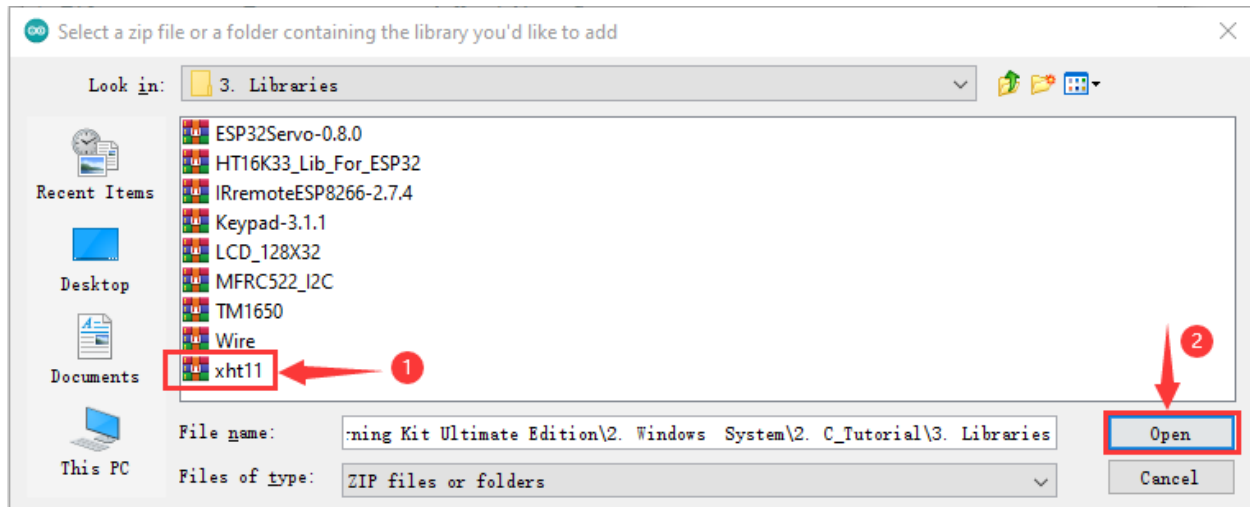 Select a zip file or a folder containing the library you'd like to add
Look in:
3. Libraries
Recent Items
Desktop
Documents
This PC
ESP32Servo-0.8.0
HT16K33_Lib_For_ESP32
IRremoteESP8266-2.7.4
Keypad-3.1.1
LCD_128X32
MFRC522_I2C
TM1650
Wire
xht11
1
2
File name:
:ning Kit Ultimate Edition\2. Windows  System\2. C_Tutorial\3. Libraries
Open
Files of type:
ZIP files or folders
Cancel